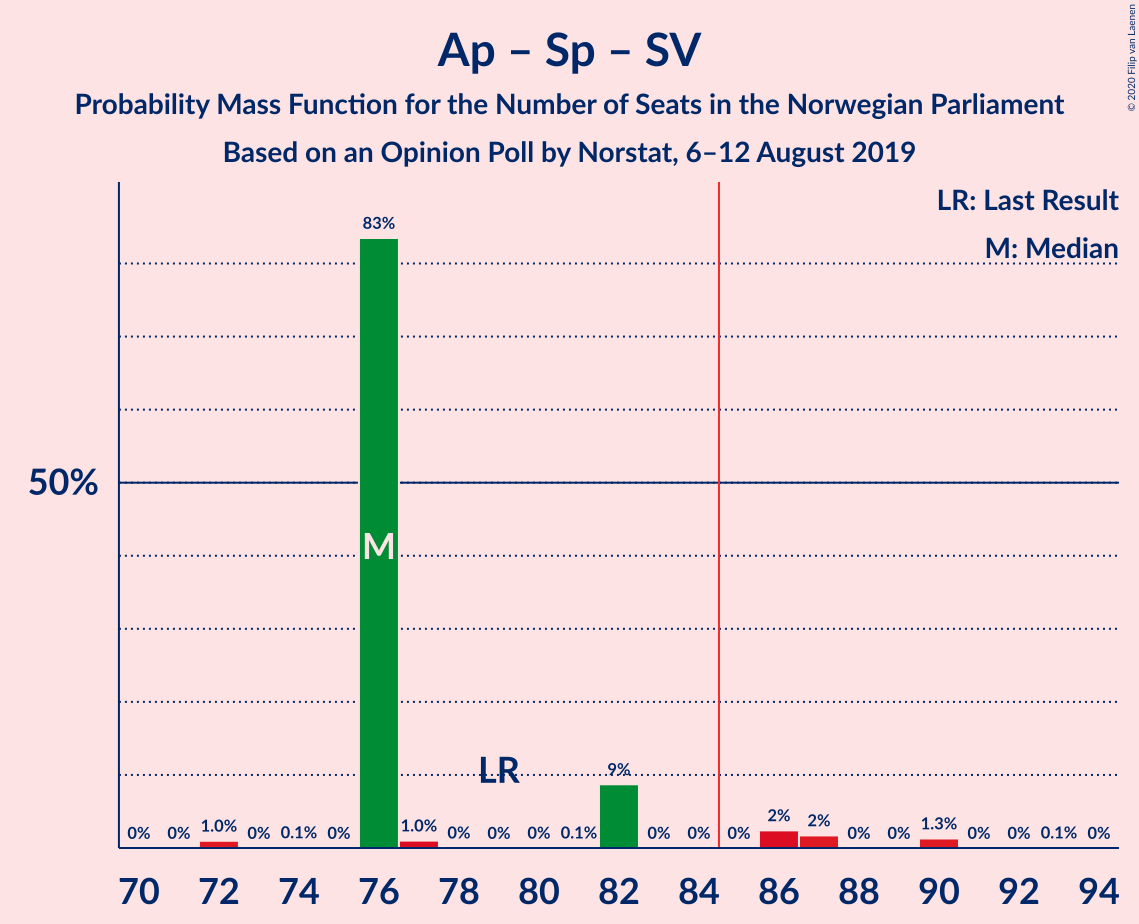 Ap – Sp – SV
Probability Mass Function for the Number of Seats in the Norwegian Parliament
Based on an Opinion Poll by Norstat, 6–12 August 2019
© 2020 Filip van Laenen
LR: Last Result
M: Median
83%
50%
M
LR
9%
0% 0% 1.0% 0% 0.1% 0% 1.0% 0% 0% 0% 0.1% 0% 0% 0% 2% 2% 0% 0% 1.3% 0% 0% 0.1% 0%
70 72 74 76 78 80 82 84 86 88 90 92 94